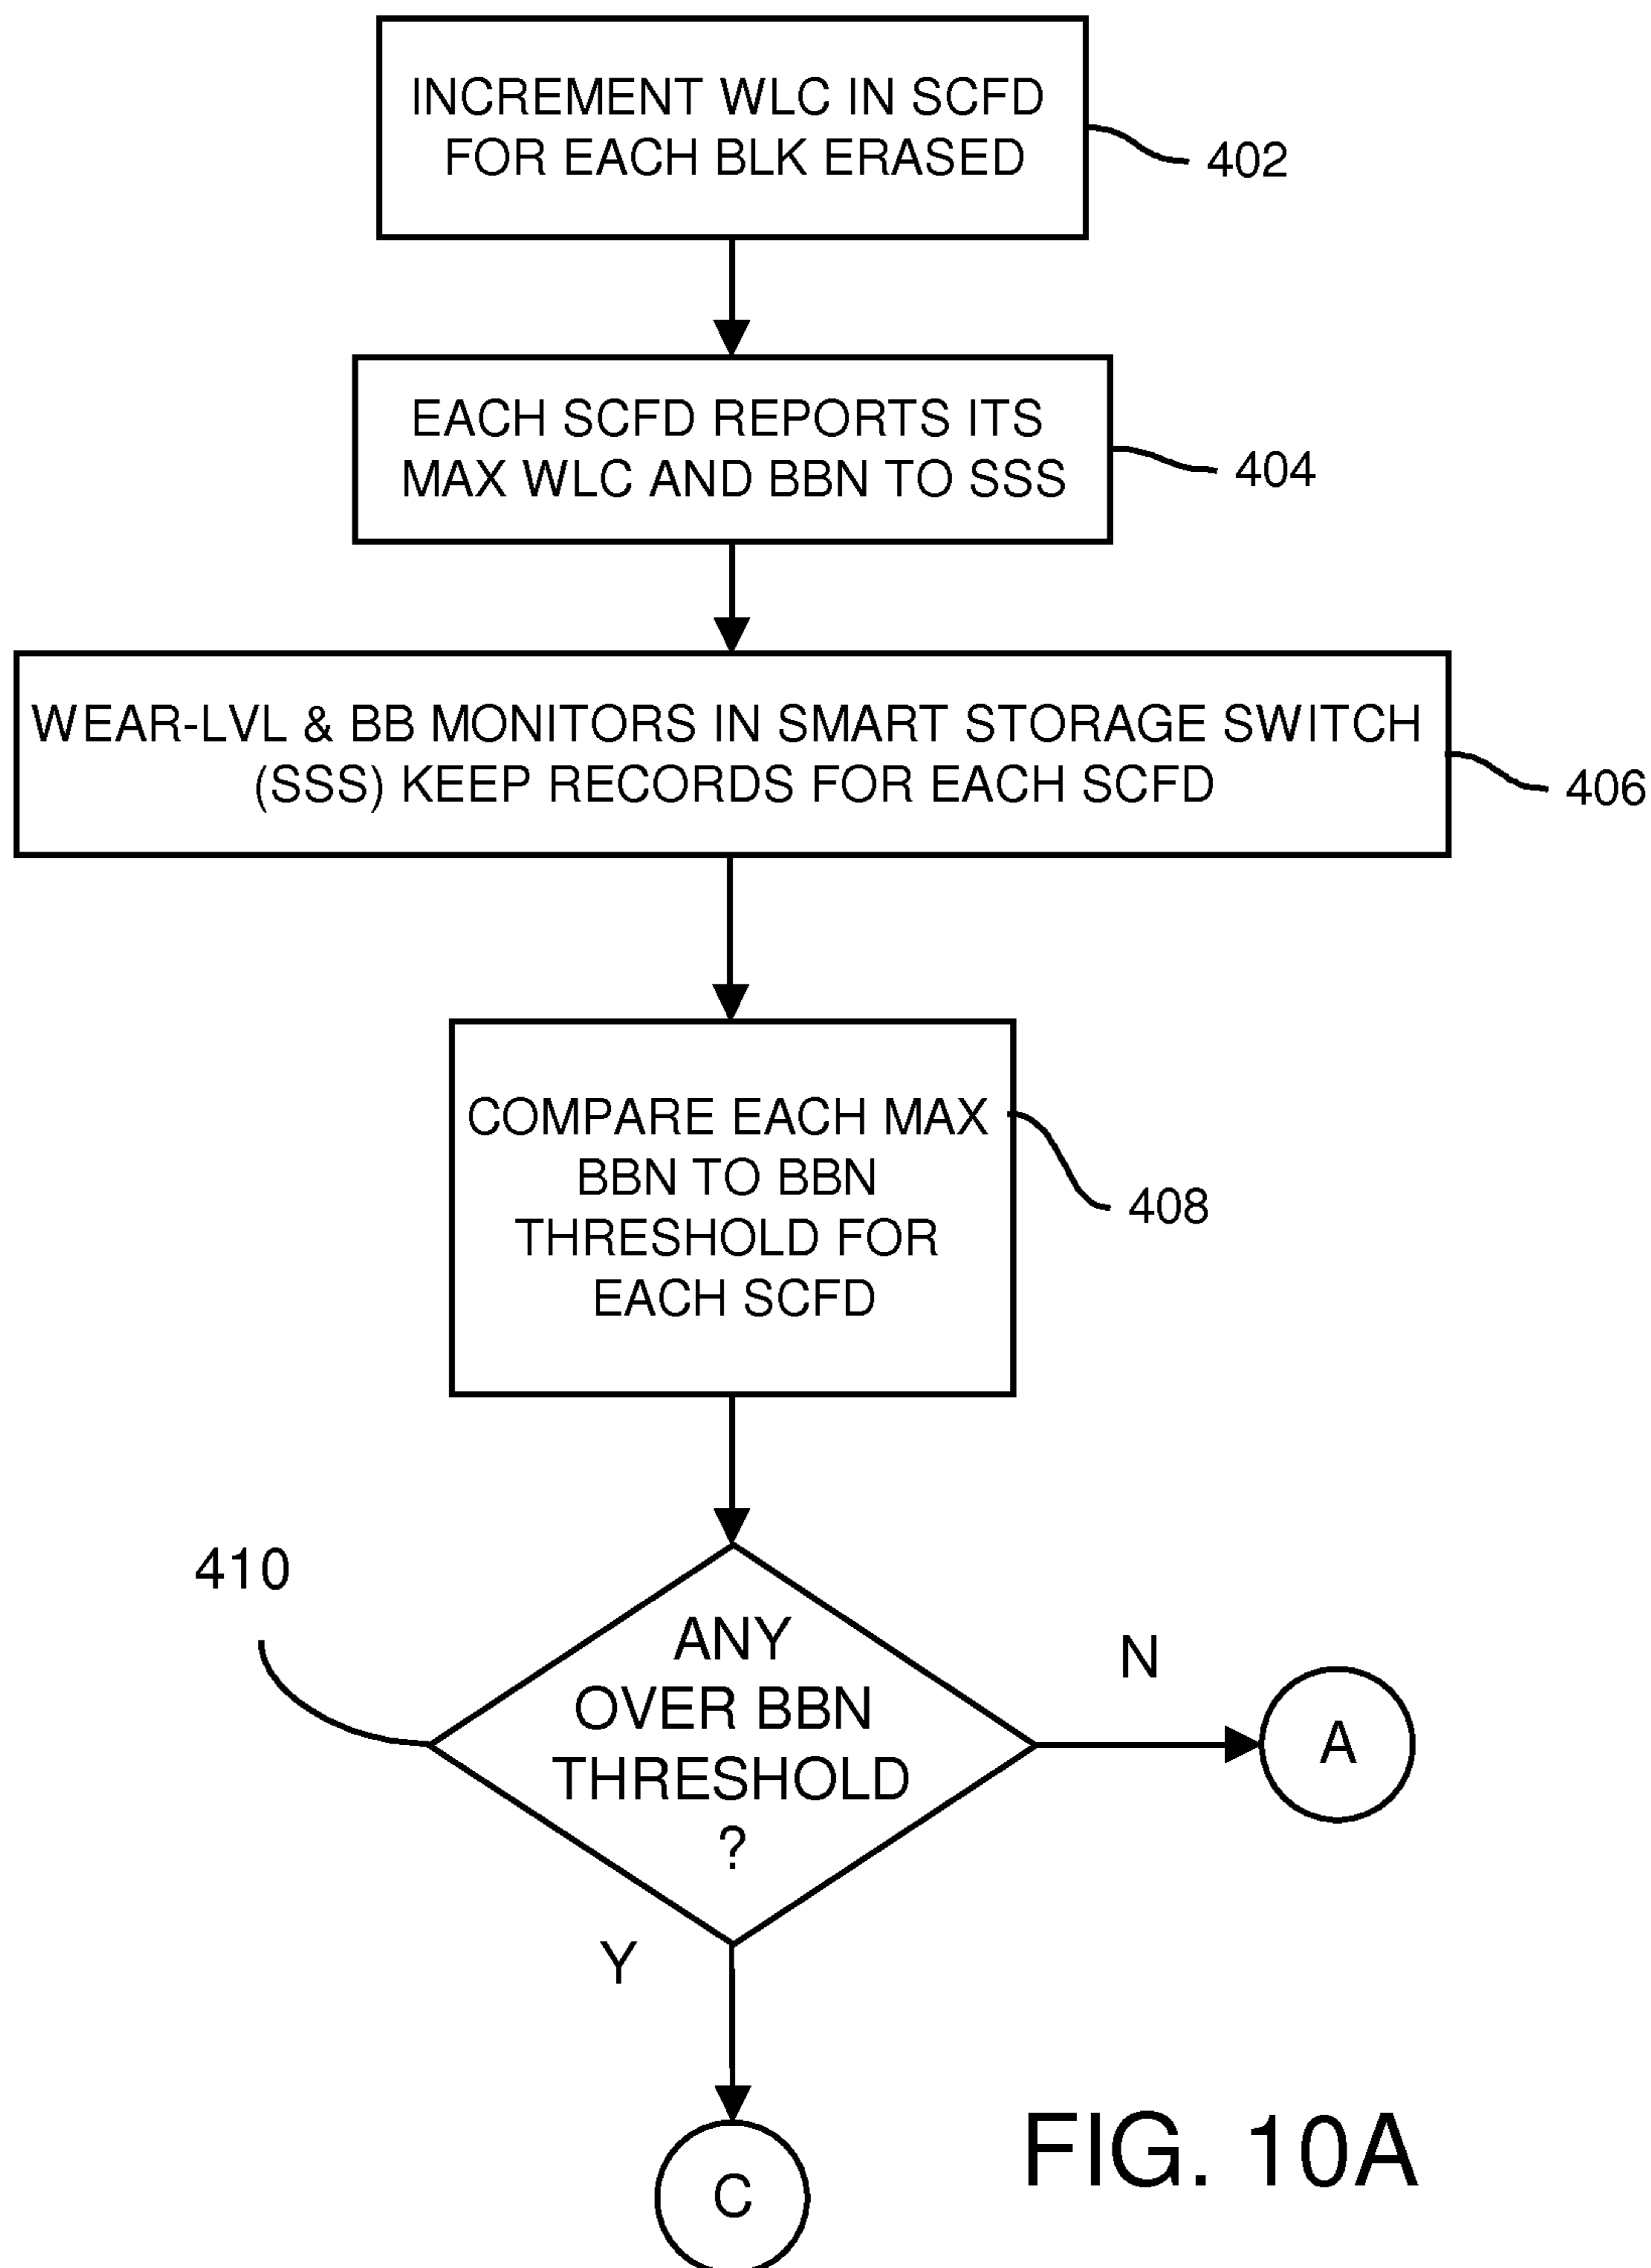 INCREMENT WLC IN SCFD
FOR EACH BLK ERASED
402
EACH SCFD REPORTS ITS
MAX WLC AND BBN TO SSS
404
WEAR-LVL & BB MONITORS IN SMART STORAGE SWITCH
(SSS) KEEP RECORDS FOR EACH SCFD
406
COMPARE EACH MAX
BBN TO BBN
THRESHOLD FOR
EACH SCFD
408
410
ANY
OVER BBN
THRESHOLD
?
N
A
Y
C
FIG. 10A